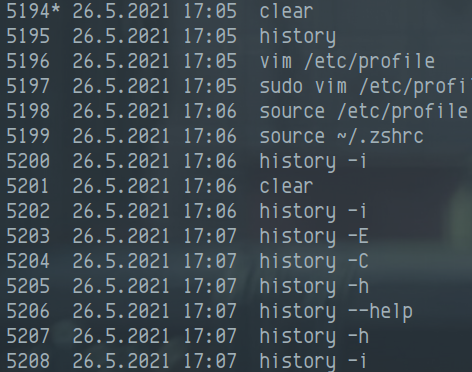 5194* 26.5.2021 17:05 clear
5195 26.5.2021 17:05 history
5196 26.5.2021 17:05 vim /etc/profile
5197 26.5.2021 17:05 sudo vim /etc/profi
5198 26.5.2021 17:06 source /etc/profile
5199 26.5.2021 17:06 source ~/.zshrc
5200 26.5.2021 17:06 history -i
5201 26.5.2021 17:06 clear
5202 26.5.2021 17:06 history -i
5203 26.5.2021 17:07 history -E
5204 26.5.2021 17:07 history -C
5205 26.5.2021 17:07 history -h
5206 26.5.2021 17:07 history --help
5207 26.5.2021 17:07 history -h
5208 26.5.2021 17:07 history -i